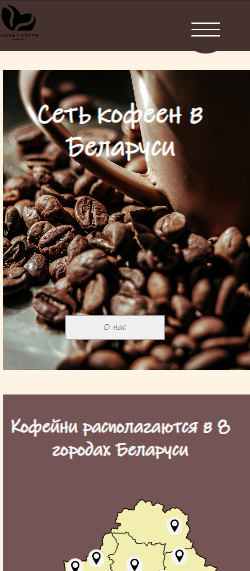 Сеть кофеен в
Беларуси
О нас
Кофейни располагаются в 8
городах Беларуси